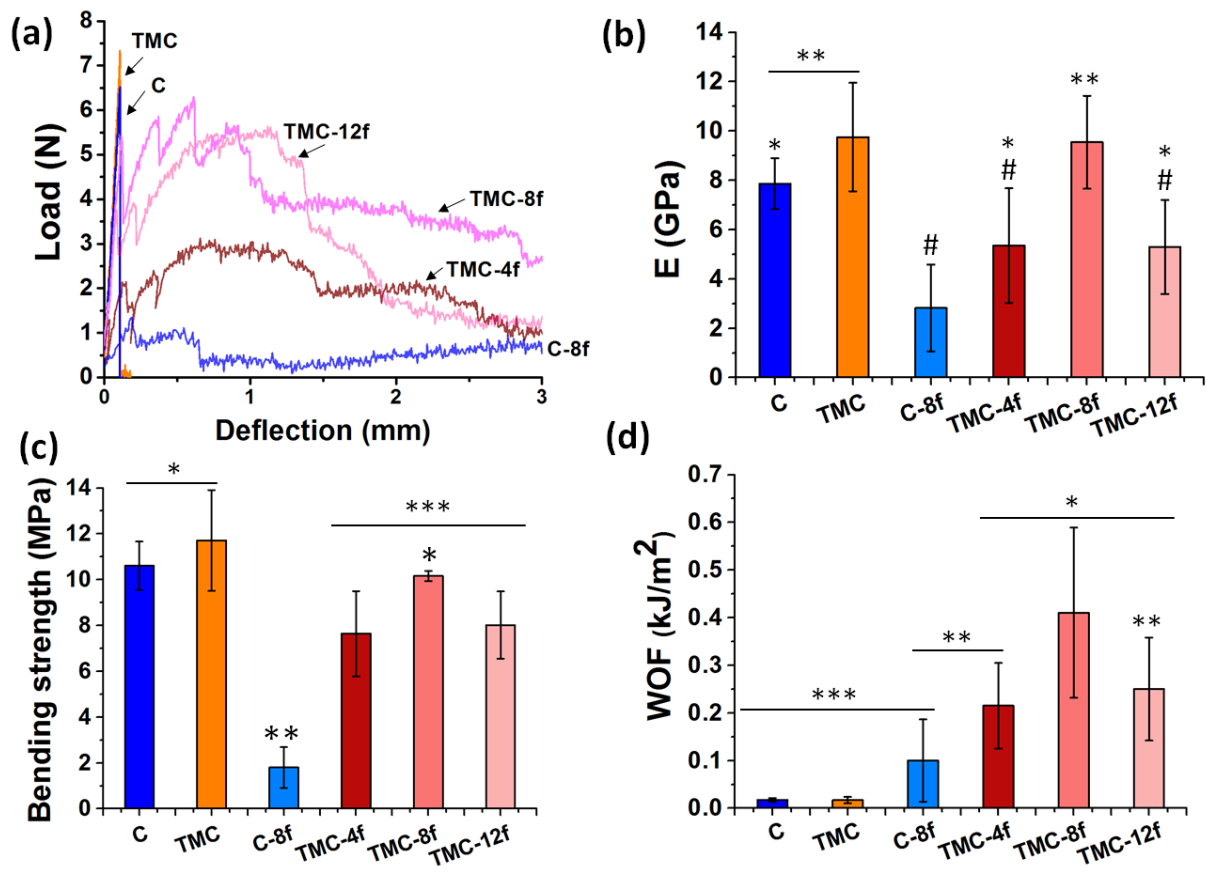 (a)
8
7
6
5
4
3
2
1
0
Load (N)
TMC
C
TMC-12f
TMC-8f
TMC-4f
C-8f
0 1 2 3
Deflection (mm)
(b)
14
12
10
8
6
4
2
0
E (GPa)
**
*
#
*
#
**
*
#
C TMC C-8f TMC-4f TMC-8f TMC-12f
(c)
14
12
10
8
6
4
2
0
Bending strength (MPa)
*
***
**
*
C TMC C-8f TMC-4f TMC-8f TMC-12f
(d)
0.7
0.6
0.5
0.4
0.3
0.2
0.1
0.0
WOF (kJ/m²)
*
**
**
***
C TMC C-8f TMC-4f TMC-8f TMC-12f